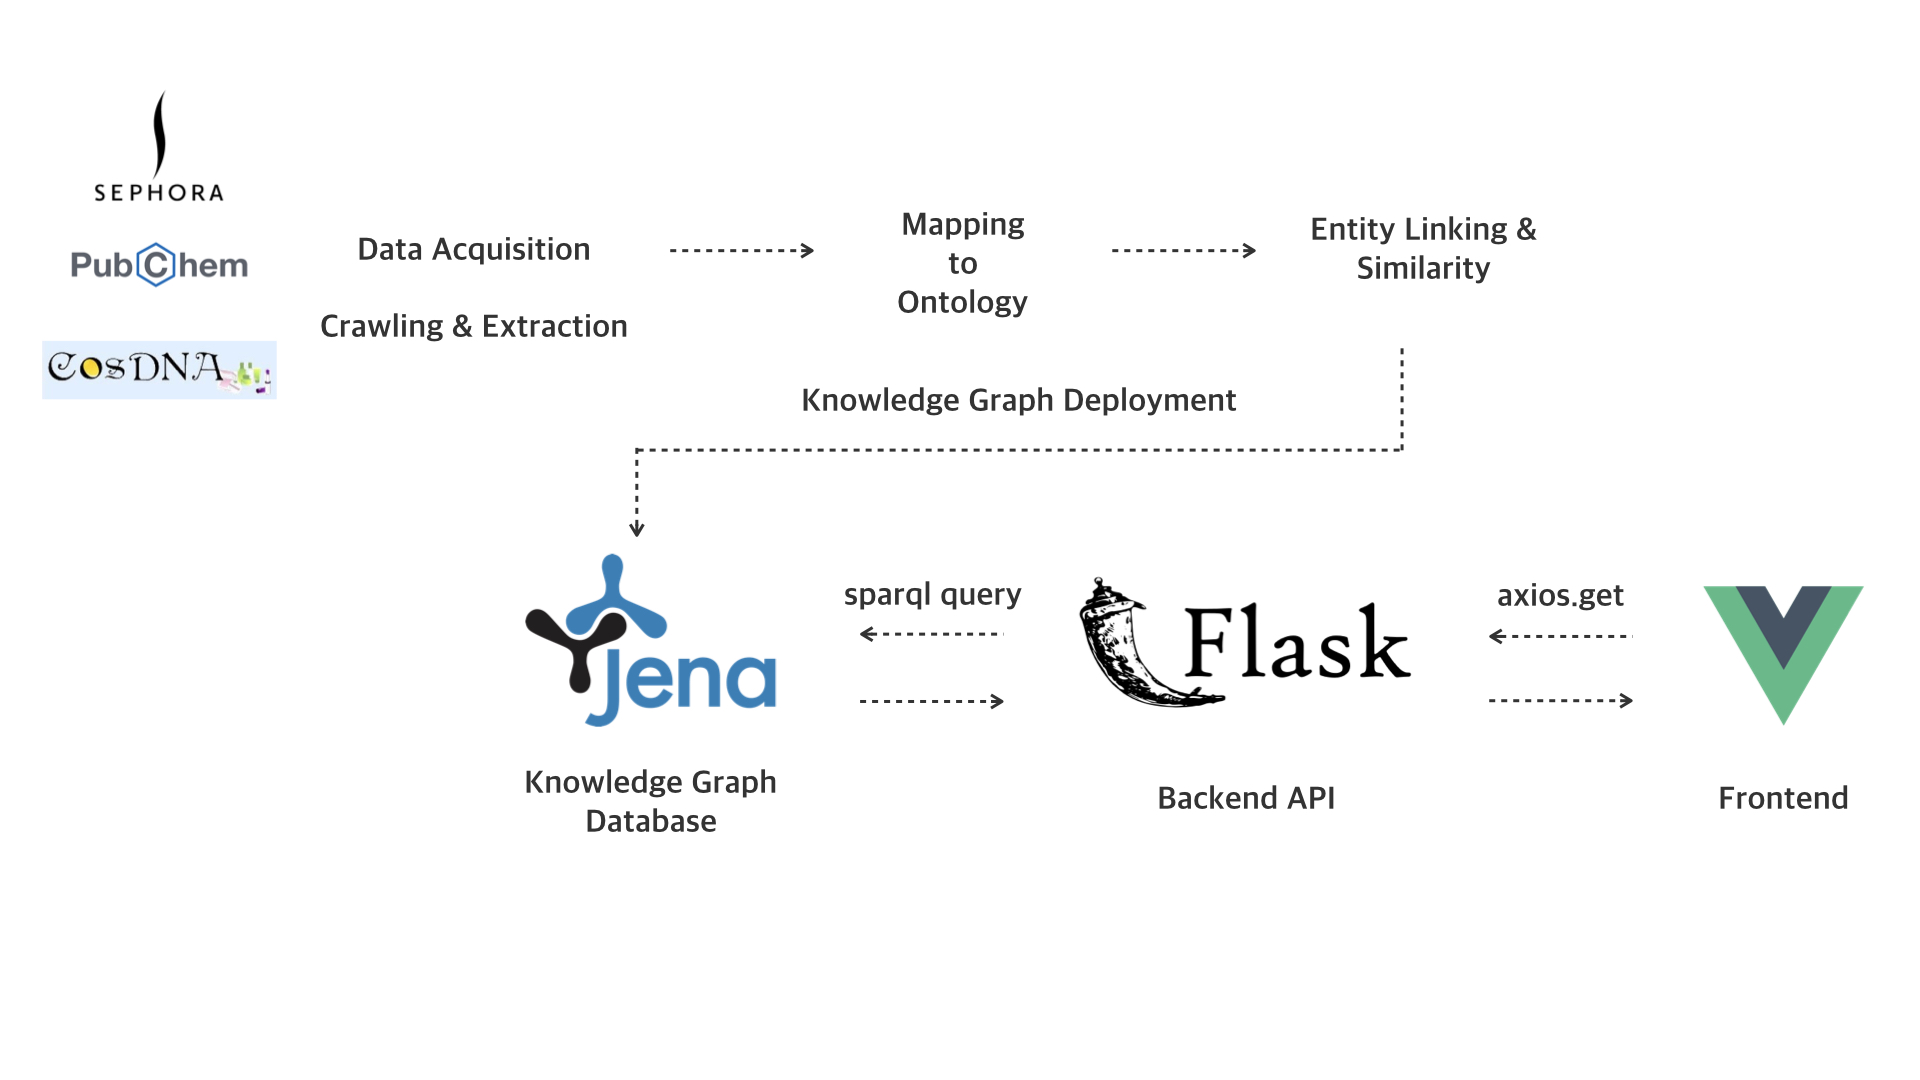 SEPHORA
PubChem
CosDNA
Data Acquisition
Crawling & Extraction
Mapping
to
Ontology
Entity Linking &
Similarity
Knowledge Graph Deployment
Jena
sparql query
Flask
axios.get
Knowledge Graph
Database
Backend API
Frontend